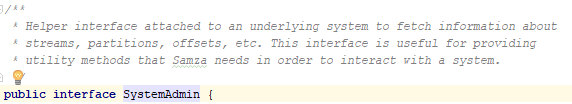 /**
* Helper interface attached to an underlying system to fetch information about
* streams, partitions, offsets, etc. This interface is useful for providing
* utility methods that Samza needs in order to interact with a system.
*/
public interface SystemAdmin {